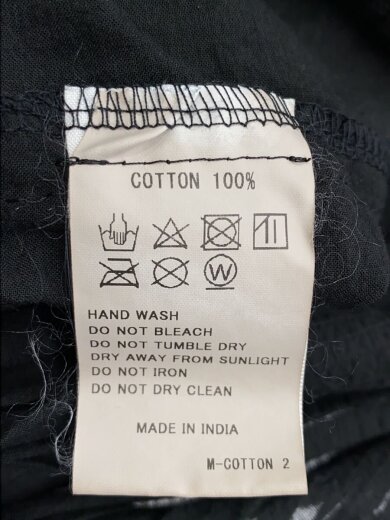 COTTON 100%
W
HAND WASH
DO NOT BLEACH
DO NOT TUMBLE DRY
DRY AWAY FROM SUNLIGHT
DO NOT IRON
DO NOT DRY CLEAN
MADE IN INDIA
M-COTTON 2